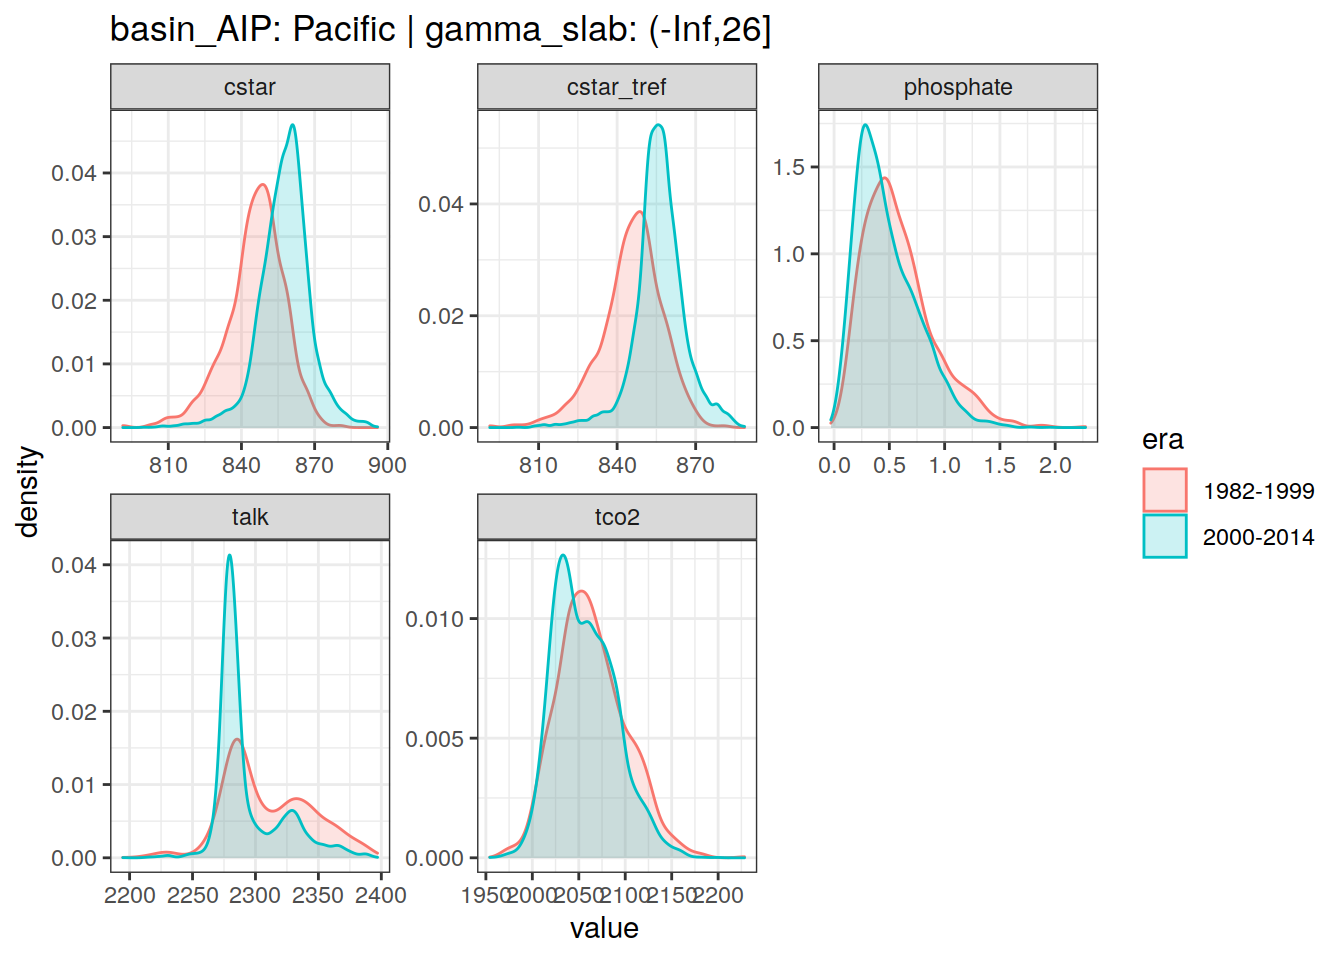 basin_AIP: Pacific | gamma_slab: (-Inf,26]
cstar
cstar_tref
phosphate
0.04
0.03
0.02
0.01
0.00
810 840 870 900
0.04
0.02
0.00
810 840 870
1.5
1.0
0.5
0.0
0.0 0.5 1.0 1.5 2.0
density
talk
tco2
0.04
0.03
0.02
0.01
0.00
2200 2250 2300 2350 2400
0.010
0.005
0.000
1950 2000 2050 2100 2150 2200
value
era
1982-1999
2000-2014